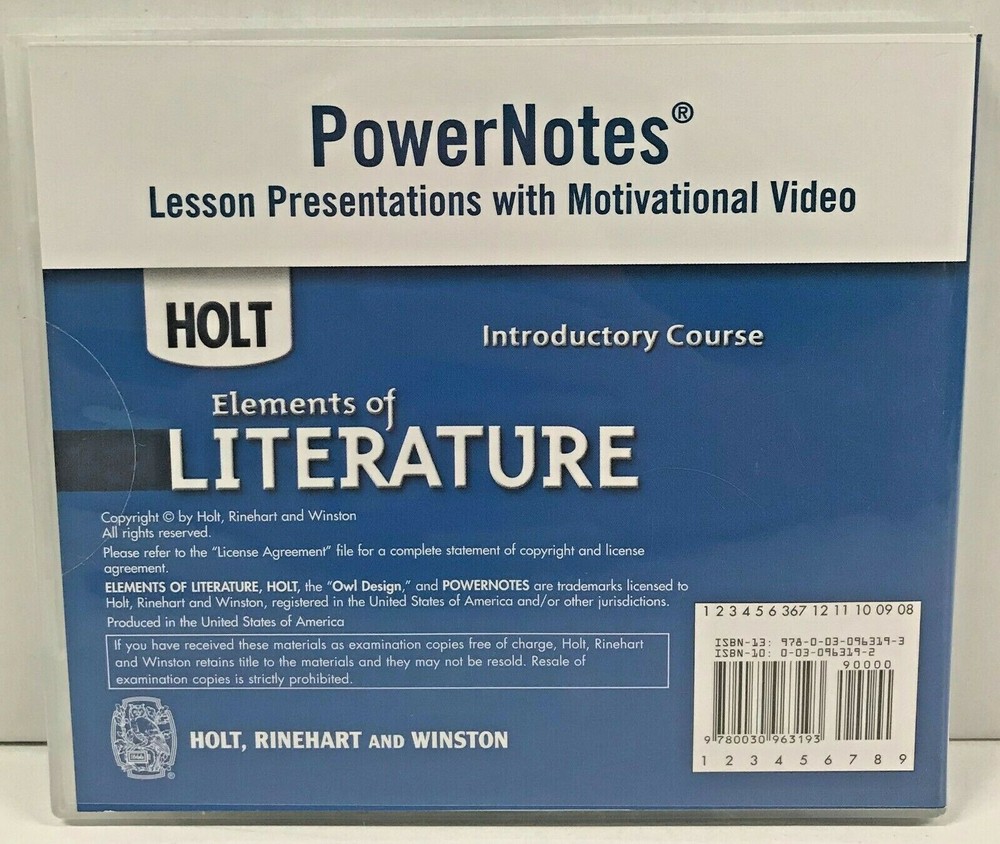 PowerNotes®
Lesson Presentations with Motivational Video
HOLT
Introductory Course
Elements of
LITERATURE
Copyright © by Holt, Rinehart and Winston
All rights reserved.
Please refer to the “License Agreement” file for a complete statement of copyright and license
agreement.
ELEMENTS OF LITERATURE, HOLT, the “Owl Design,” and POWERNOTES are trademarks licensed to
Holt, Rinehart and Winston, registered in the United States of America and/or other jurisdictions.
Produced in the United States of America
If you have received these materials as examination copies free of charge, Holt, Rinehart
and Winston retains title to the materials and they may not be resold. Resale of
examination copies is strictly prohibited.
HOLT, RINEHART AND WINSTON
®
1 2 3 4 5 6 367 12 11 10 09 08
ISBN-13: 978-0-03-096319-3
ISBN-10: 0-03-096319-2
90000
9 780030 963193
1 2 3 4 5 6 7 8 9